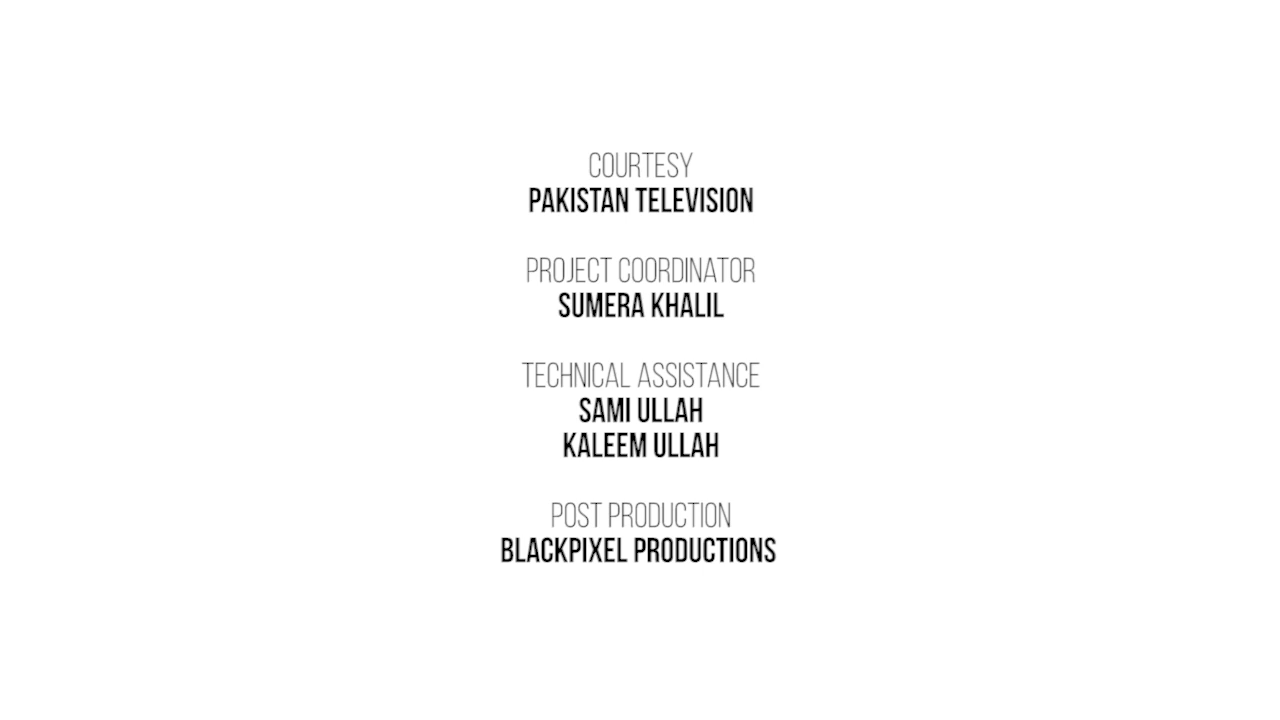 COURTESY
PAKISTAN TELEVISION
PROJECT COORDINATOR
SUMERA KHALIL
TECHNICAL ASSISTANCE
SAMI ULLAH
KALEEM ULLAH
POST PRODUCTION
BLACKPIXEL PRODUCTIONS